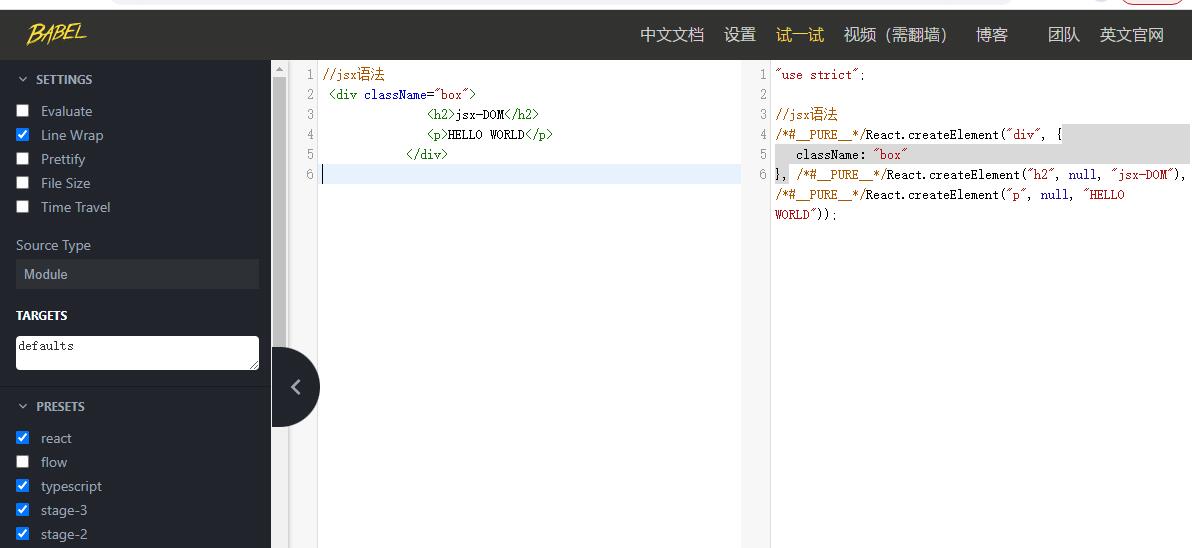 BABEL
中文文档 设置 试一试 视频（需翻墙） 博客 团队 英文官网
SETTINGS
Evaluate
Line Wrap
Prettify
File Size
Time Travel
Source Type
Module
TARGETS
defaults
PRESETS
react
flow
typescript
stage-3
stage-2
1 //jsx语法
2 <div className="box">
3 <h2>jsx-DOM</h2>
4 <p>HELLO WORLD</p>
5 </div>
6
1 "use strict";
2
3 //jsx语法
4 /*#__PURE__*/React.createElement("div", {
5 className: "box"
6 }, /*#__PURE__*/React.createElement("h2", null, "jsx-DOM"),
/*#__PURE__*/React.createElement("p", null, "HELLO
WORLD"));